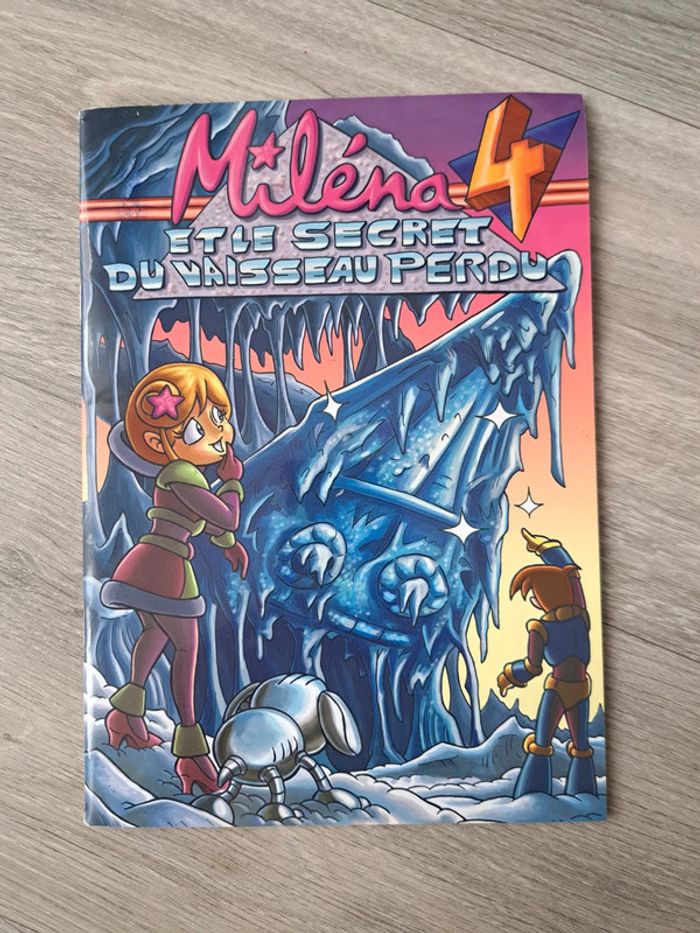 Miléna 4
ET LE SECRET
DU VAISSEAU PERDU